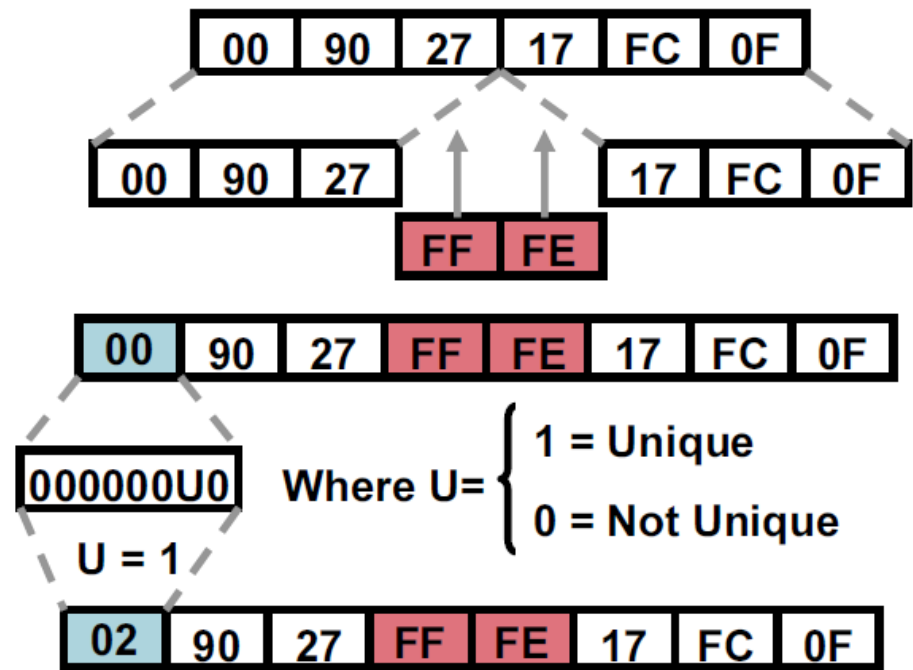 00 90 27 17 FC 0F
00 90 27 17 FC 0F
FF FE
00 90 27 FF FE 17 FC 0F
1 = Unique
000000U0 Where U=
0 = Not Unique
U = 1
02 90 27 FF FE 17 FC 0F